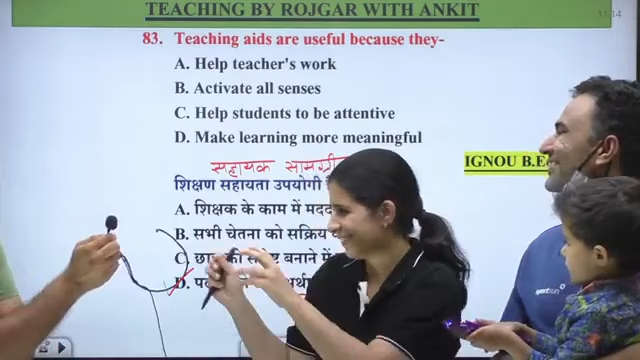 TEACHING BY ROJGAR WITH ANKIT
11:14
83. Teaching aids are useful because they-
A. Help teacher's work
B. Activate all senses
C. Help students to be attentive
D. Make learning more meaningful
सहायक सामग्री
IGNOU B.E
शिक्षण सहायता उपयोगी
A. शिक्षक के काम में मदद
B. सभी चेतना को सक्रिय
C.
D.